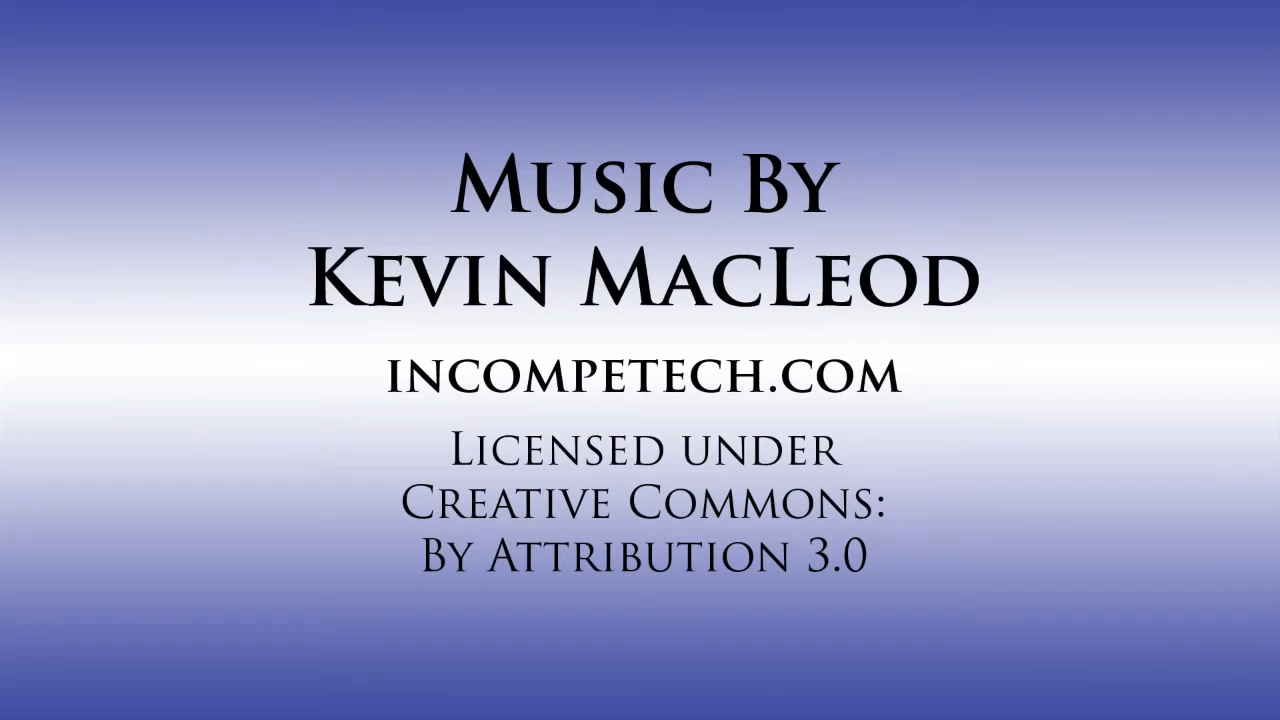 Music By
Kevin MacLeod
incompetech.com
Licensed under
Creative Commons:
By Attribution 3.0